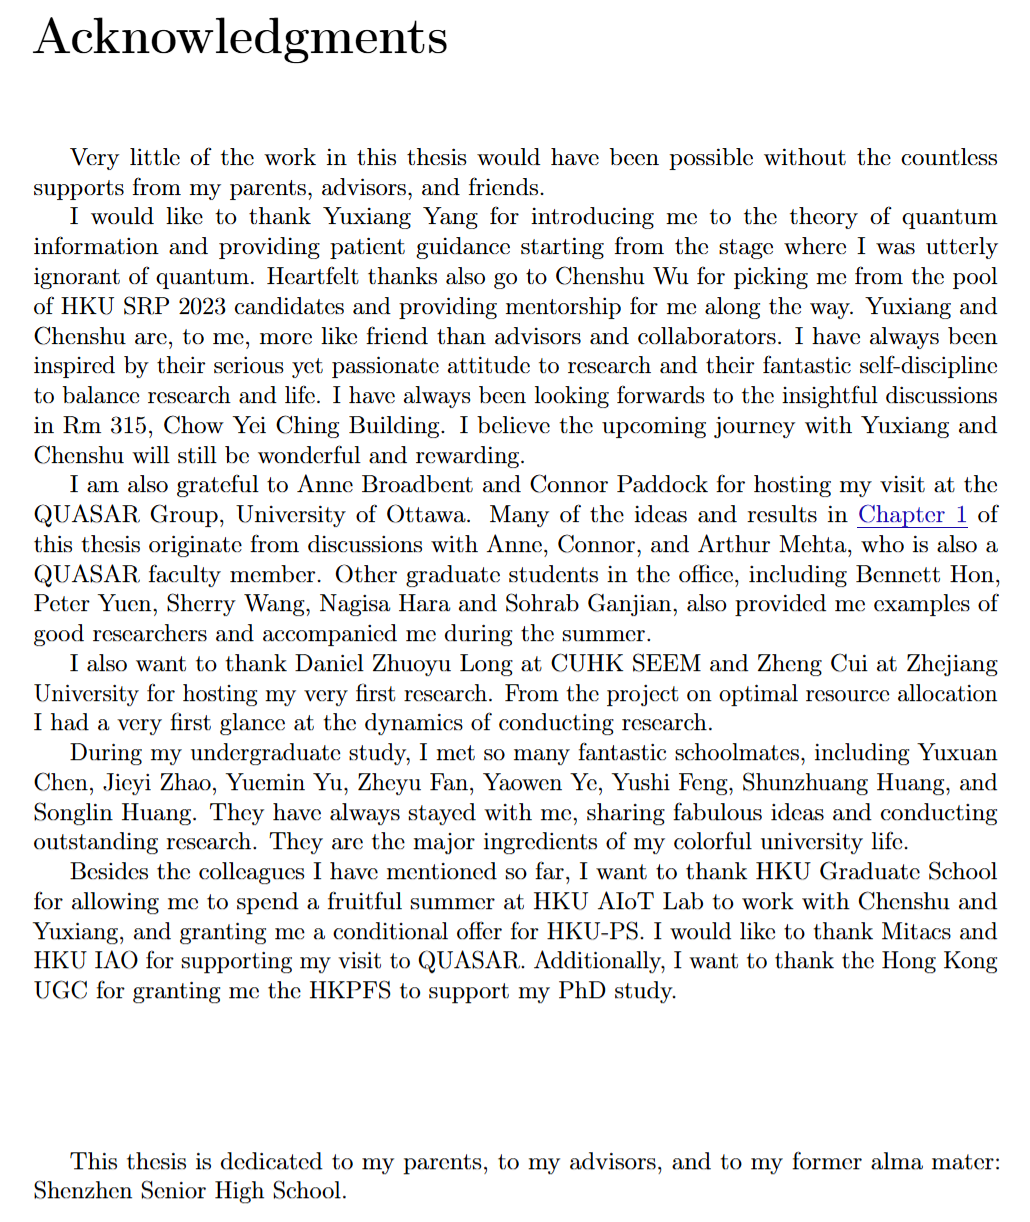 Acknowledgments
Very little of the work in this thesis would have been possible without the countless
supports from my parents, advisors, and friends.
I would like to thank Yuxiang Yang for introducing me to the theory of quantum
information and providing patient guidance starting from the stage where I was utterly
ignorant of quantum. Heartfelt thanks also go to Chenshu Wu for picking me from the pool
of HKU SRP 2023 candidates and providing mentorship for me along the way. Yuxiang and
Chenshu are, to me, more like friend than advisors and collaborators. I have always been
inspired by their serious yet passionate attitude to research and their fantastic self-discipline
to balance research and life. I have always been looking forwards to the insightful discussions
in Rm 315, Chow Yei Ching Building. I believe the upcoming journey with Yuxiang and
Chenshu will still be wonderful and rewarding.
I am also grateful to Anne Broadbent and Connor Paddock for hosting my visit at the
QUASAR Group, University of Ottawa. Many of the ideas and results in Chapter 1 of
this thesis originate from discussions with Anne, Connor, and Arthur Mehta, who is also a
QUASAR faculty member. Other graduate students in the office, including Bennett Hon,
Peter Yuen, Sherry Wang, Nagisa Hara and Sohrab Ganjian, also provided me examples of
good researchers and accompanied me during the summer.
I also want to thank Daniel Zhuoyu Long at CUHK SEEM and Zheng Cui at Zhejiang
University for hosting my very first research. From the project on optimal resource allocation
I had a very first glance at the dynamics of conducting research.
During my undergraduate study, I met so many fantastic schoolmates, including Yuxuan
Chen, Jieyi Zhao, Yuemin Yu, Zheyu Fan, Yaowen Ye, Yushi Feng, Shunzhuang Huang, and
Songlin Huang. They have always stayed with me, sharing fabulous ideas and conducting
outstanding research. They are the major ingredients of my colorful university life.
Besides the colleagues I have mentioned so far, I want to thank HKU Graduate School
for allowing me to spend a fruitful summer at HKU AIoT Lab to work with Chenshu and
Yuxiang, and granting me a conditional offer for HKU-PS. I would like to thank Mitacs and
HKU IAO for supporting my visit to QUASAR. Additionally, I want to thank the Hong Kong
UGC for granting me the HKPFS to support my PhD study.
This thesis is dedicated to my parents, to my advisors, and to my former alma mater:
Shenzhen Senior High School.